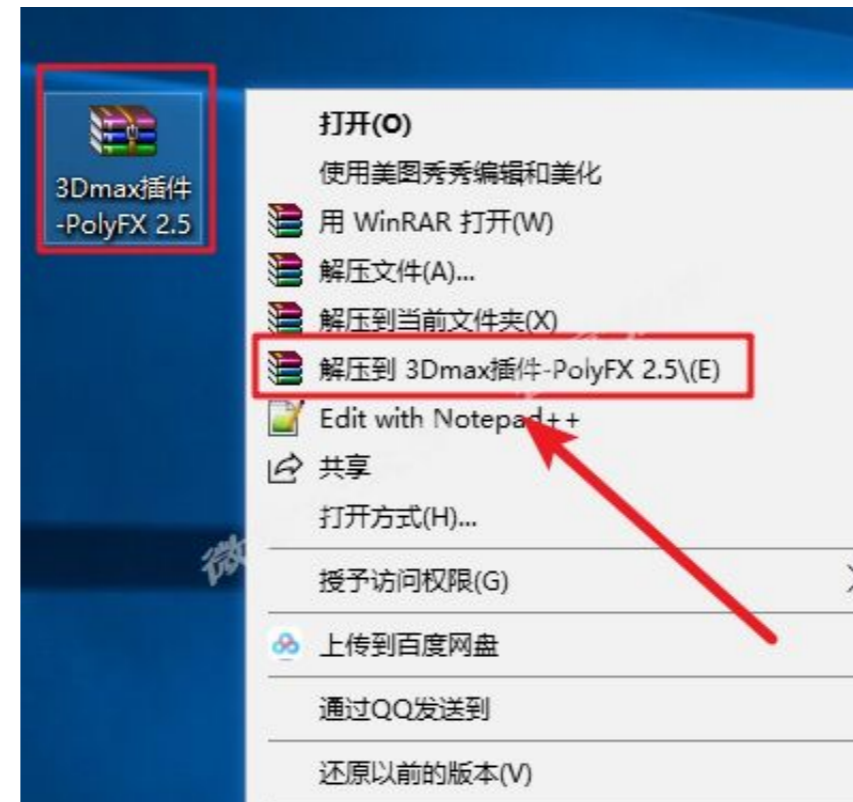 3Dmax插件
-PolyFX 2.5
打开(O)
使用美图秀秀编辑和美化
用 WinRAR 打开(W)
解压文件(A)...
解压到当前文件夹(X)
解压到 3Dmax插件-PolyFX 2.5\(E)
Edit with Notepad++
共享
打开方式(H)...
微
授予访问权限(G)
上传到百度网盘
通过QQ发送到
还原以前的版本(V)